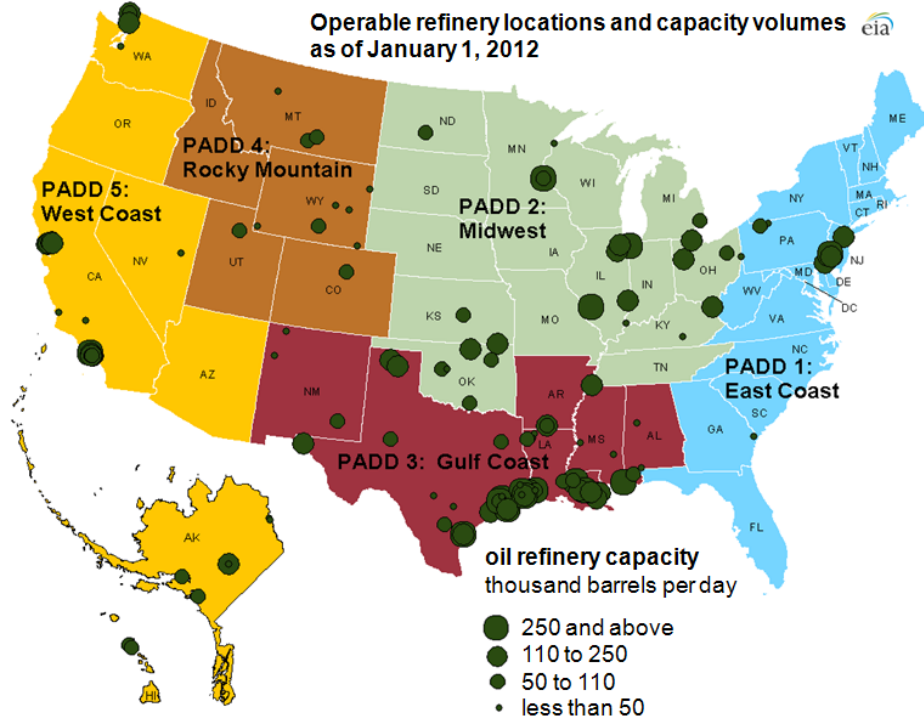 Operable refinery locations and capacity volumes
as of January 1, 2012
eia
WA
OR
ID
MT
ND
MN
WI
MI
ME
VT
NH
MA
RI
CT
NY
PADD 4:
Rocky Mountain
PADD 5:
West Coast
WY
SD
PADD 2:
Midwest
IA
NE
PA
NJ
OH
MD
DE
DC
WV
VA
IL
IN
NV
UT
CA
CO
KS
MO
KY
NC
TN
PADD 1:
East Coast
SC
GA
AZ
NM
OK
AR
MS
AL
LA
PADD 3: Gulf Coast
FL
AK
HI
oil refinery capacity
thousand barrels per day
250 and above
110 to 250
50 to 110
less than 50